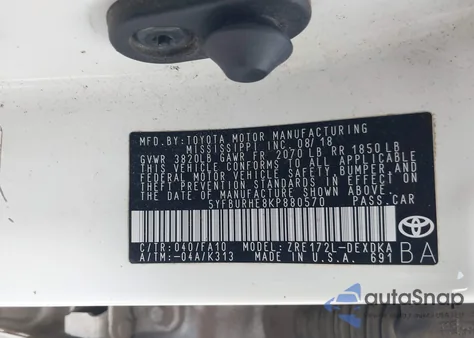 MFD.BY:TOYOTA MOTOR MANUFACTURING
MISSISSIPPI INC. 08/18
GVWR 3820LB GAWR FR 2070 LB RR 1850LB
THIS VEHICLE CONFORMS TO ALL APPLICABLE
FEDERAL MOTOR VEHICLE SAFETY, BUMPER, AND
THEFT PREVENTION STANDARDS IN EFFECT ON
THE DATE OF MANUFACTURE SHOWN ABOVE.
5YFBURHE8KP880570 PASS.CAR
C/TR:040/FA10 MODEL: ZRE172L-DEXDKA
A/TM:-04A/K313 MADE IN U.S.A. 691
BA
autoSnap